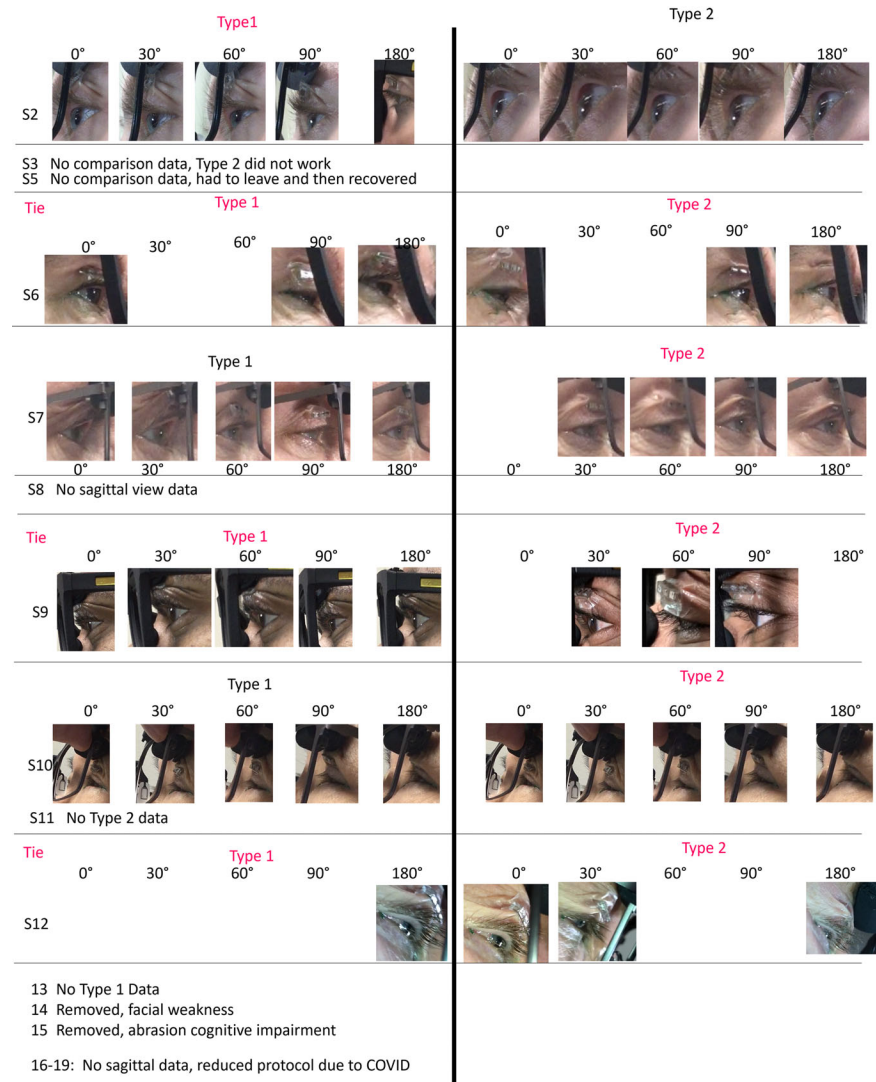 Type1 Type 2
0° 30° 60° 90° 180° 0° 30° 60° 90° 180°
S2
S3 No comparison data, Type 2 did not work
S5 No comparison data, had to leave and then recovered
Tie Type 1 Type 2
0° 30° 60° 90° 180° 0° 30° 60° 90° 180°
S6
Type 1 Type 2
S7
0° 30° 60° 90° 180° 0° 30° 60° 90° 180°
S8 No sagittal view data
Tie Type 1 Type 2
0° 30° 60° 90° 180° 0° 30° 60° 90° 180°
S9
Type 1 Type 2
0° 30° 60° 90° 180° 0° 30° 60° 90° 180°
S10
S11 No Type 2 data
Tie Type 1 Type 2
0° 30° 60° 90° 180° 0° 30° 60° 90° 180°
S12
13 No Type 1 Data
14 Removed, facial weakness
15 Removed, abrasion cognitive impairment
16-19: No sagittal data, reduced protocol due to COVID